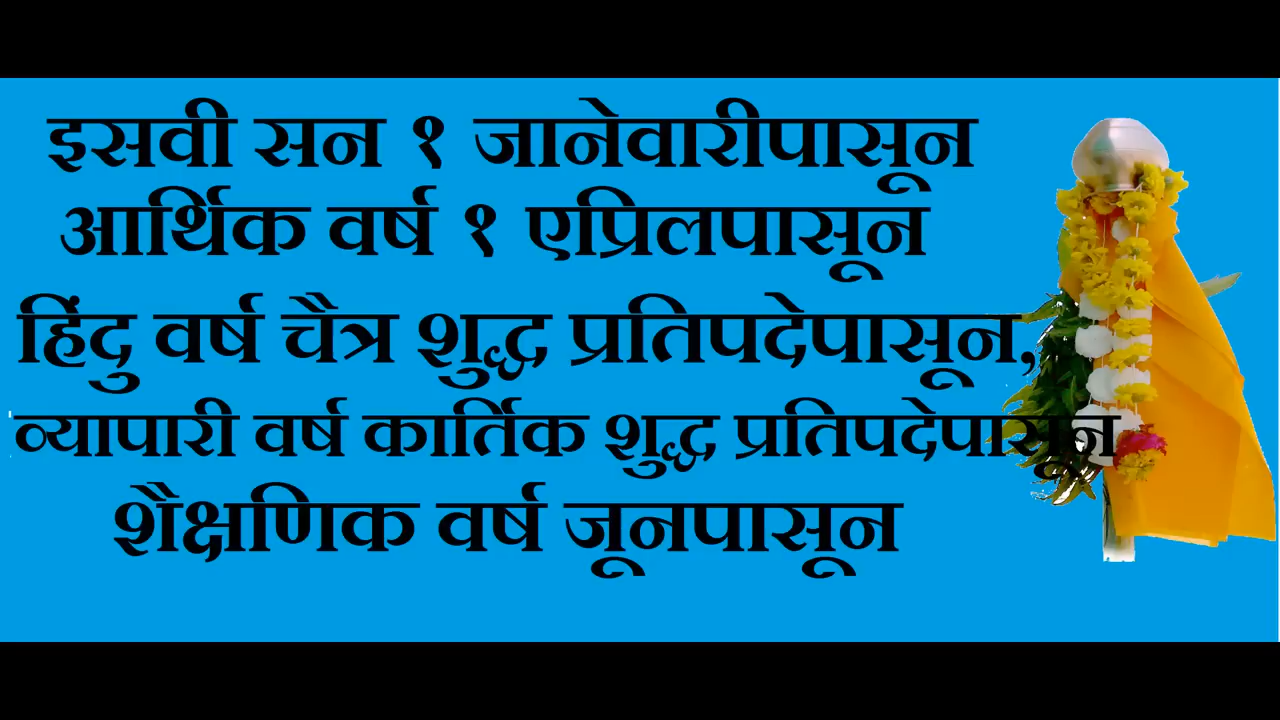 इसवी सन १ जानेवारीपासून
आर्थिक वर्ष १ एप्रिलपासून
हिंदु वर्ष चैत्र शुद्ध प्रतिपदेपासून,
व्यापारी वर्ष कार्तिक शुद्ध प्रतिपदेपासून
शैक्षणिक वर्ष जूनपासून